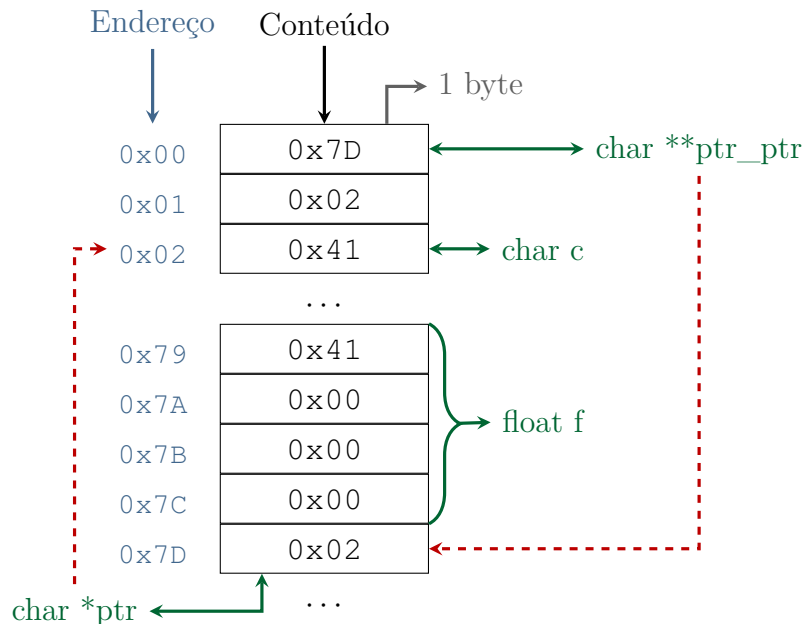 Endereço Conteúdo
1 byte
0x00 0x7D char **ptr_ptr
0x01 0x02
0x02 0x41 char c
...
0x79 0x41
0x7A 0x00
float f
0x7B 0x00
0x7C 0x00
0x7D 0x02
char *ptr ...